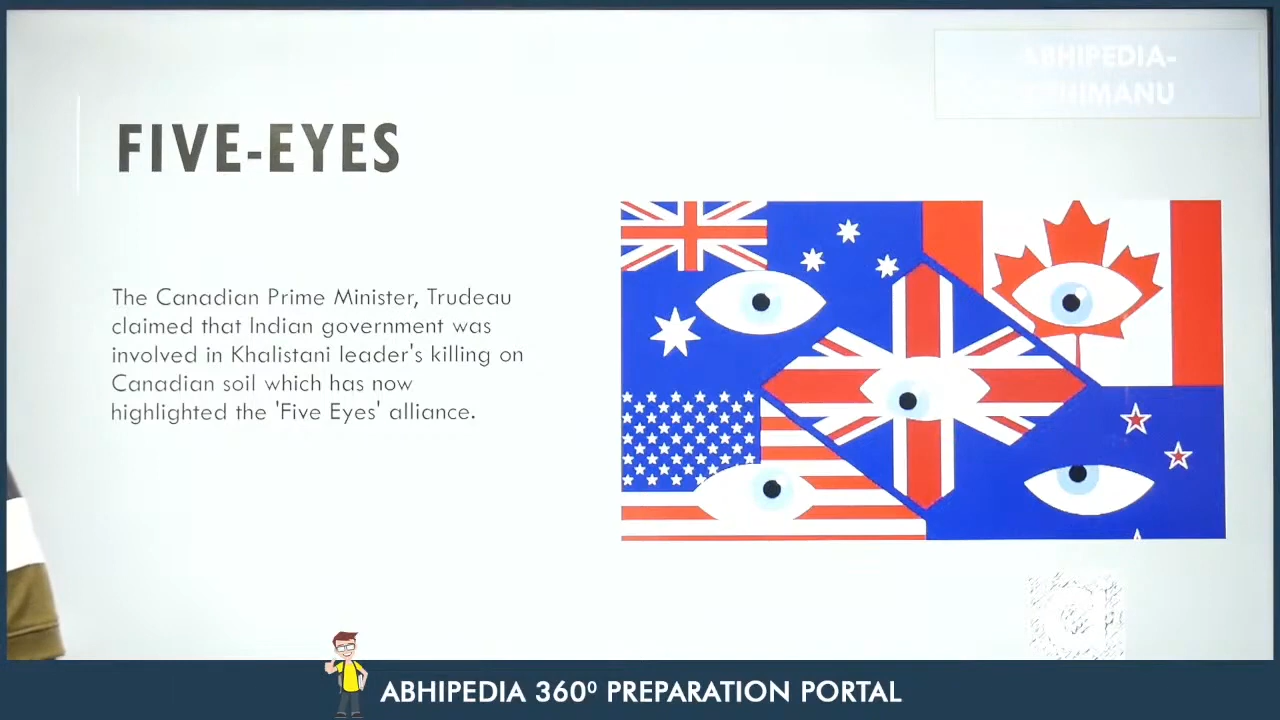 ABHIPEDIA-
FIVE-EYES
The Canadian Prime Minister, Trudeau
claimed that Indian government was
involved in Khalistani leader's killing on
Canadian soil which has now
highlighted the 'Five Eyes' alliance.
ABHIPEDIA 360⁰ PREPARATION PORTAL